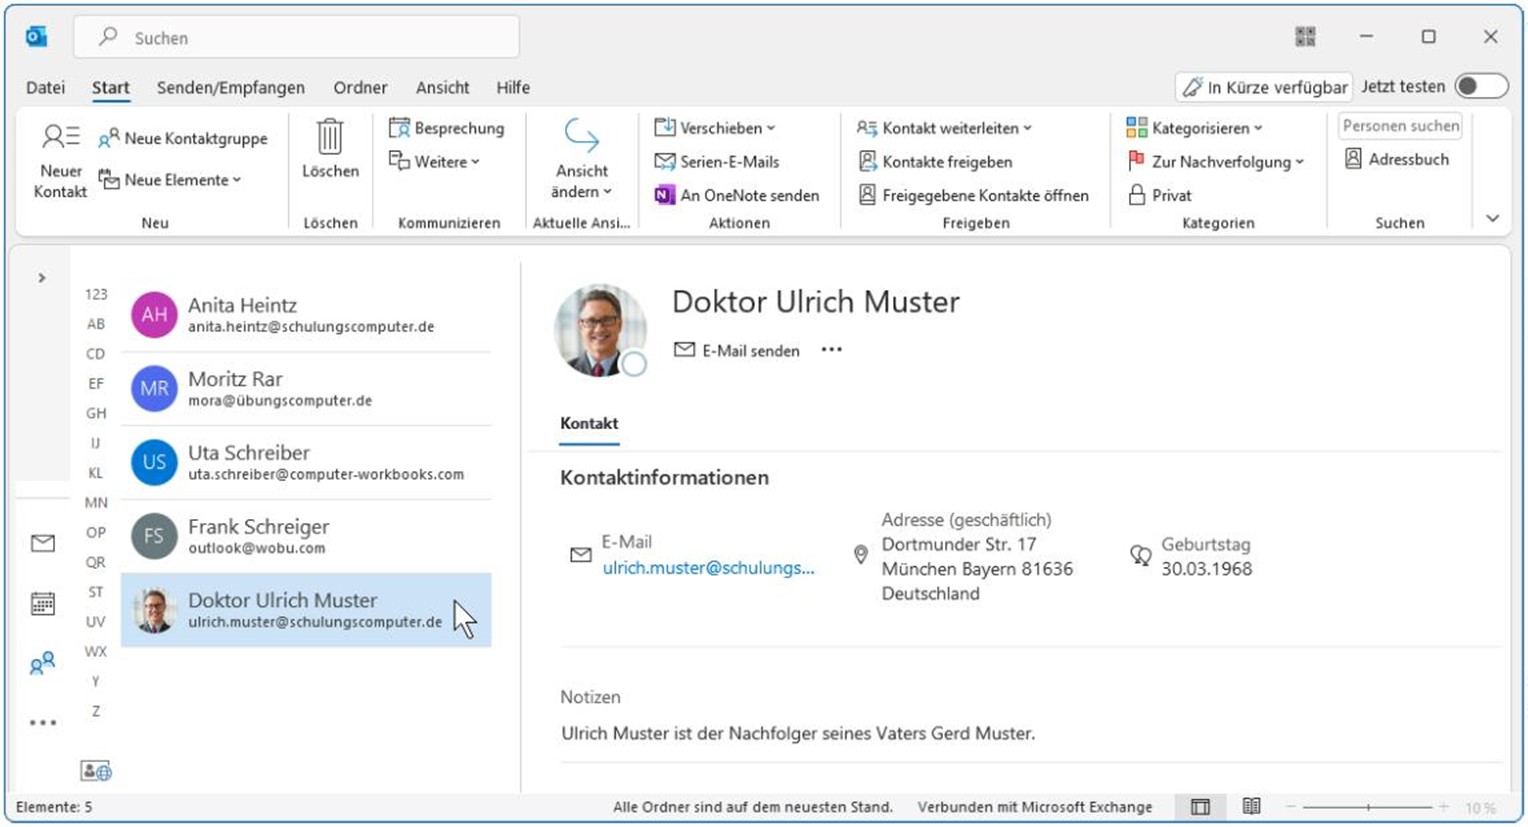 Suchen
Datei Start Senden/Empfangen Ordner Ansicht Hilfe
In Kürze verfügbar Jetzt testen
Neuer Kontakt
Neue Kontaktgruppe
Neue Elemente
Neu
Löschen
Löschen
Besprechung
Weitere
Kommunizieren
Ansicht ändern
Aktuelle Ansi...
Verschieben
Serien-E-Mails
An OneNote senden
Aktionen
Kontakt weiterleiten
Kontakte freigeben
Freigegebene Kontakte öffnen
Freigeben
Kategorisieren
Zur Nachverfolgung
Privat
Kategorien
Personen suchen
Adressbuch
Suchen
123
AB
CD
EF
GH
IJ
KL
MN
OP
QR
ST
UV
WX
Y
Z
AH
Anita Heintz
anita.heintz@schulungscomputer.de
MR
Moritz Rar
mora@übungscomputer.de
US
Uta Schreiber
uta.schreiber@computer-workbooks.com
FS
Frank Schreiger
outlook@wobu.com
Doktor Ulrich Muster
ulrich.muster@schulungscomputer.de
Doktor Ulrich Muster
E-Mail senden
Kontakt
Kontaktinformationen
E-Mail
ulrich.muster@schulungs...
Adresse (geschäftlich)
Dortmunder Str. 17
München Bayern 81636
Deutschland
Geburtstag
30.03.1968
Notizen
Ulrich Muster ist der Nachfolger seines Vaters Gerd Muster.
Elemente: 5
Alle Ordner sind auf dem neuesten Stand. Verbunden mit Microsoft Exchange
10 %